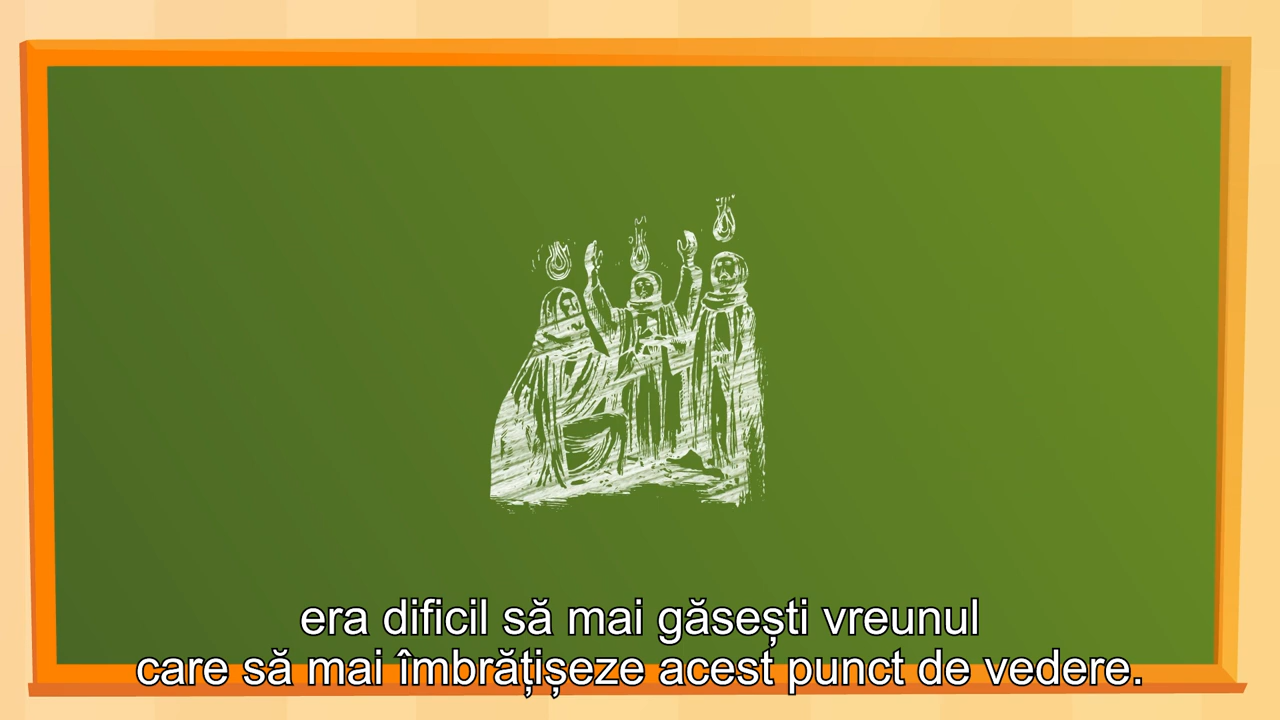 era dificil să mai găsești vreunul
care să mai îmbrățișeze acest punct de vedere.